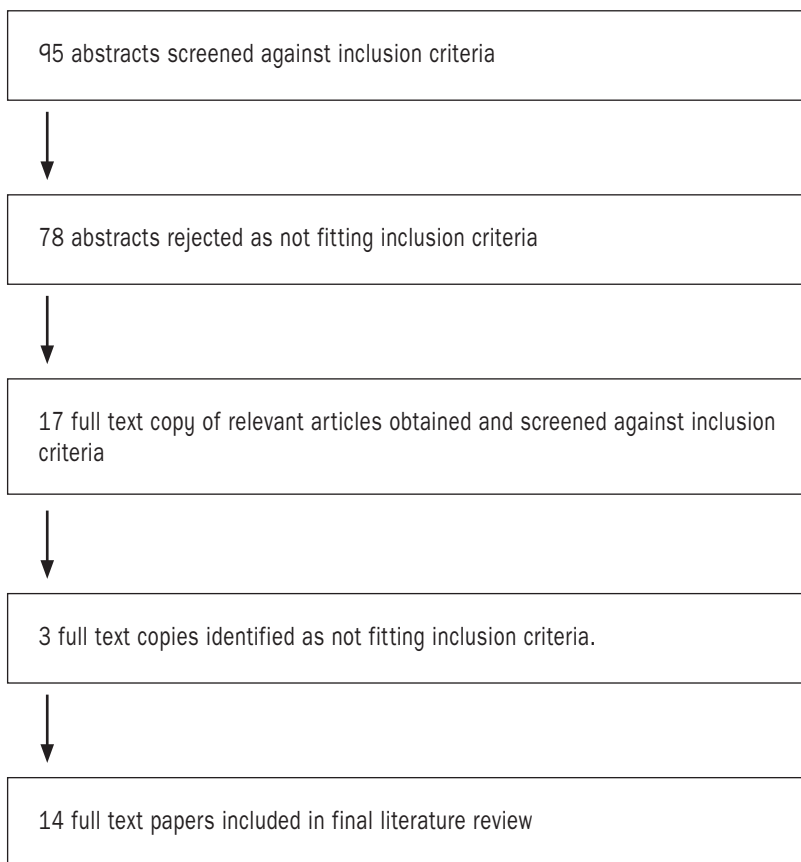 95 abstracts screened against inclusion criteria
78 abstracts rejected as not fitting inclusion criteria
17 full text copy of relevant articles obtained and screened against inclusion
criteria
3 full text copies identified as not fitting inclusion criteria.
14 full text papers included in final literature review